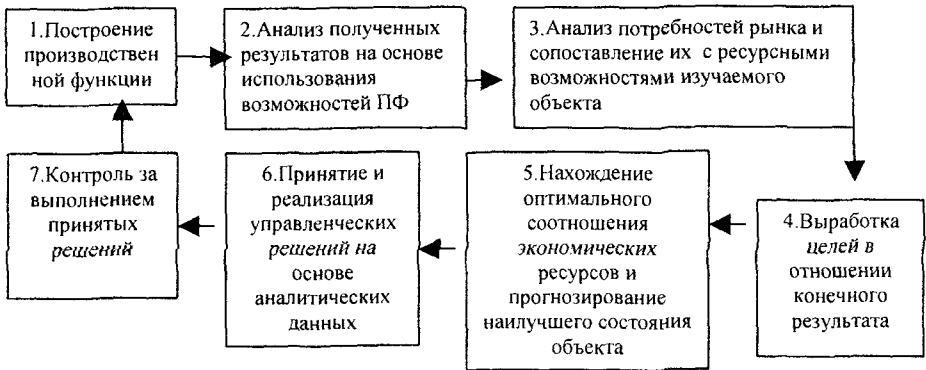 1.Построение
производствен
ной функции
2.Анализ полученных
результатов на основе
использования
возможностей ПФ
3.Анализ потребностей рынка и
сопоставление их с ресурсными
возможностями изучаемого
объекта
4.Выработка
целей в
отношении
конечного
результата
5.Нахождение
оптимального
соотношения
экономических
ресурсов и
прогнозирование
наилучшего состояния
объекта
6.Принятие и
реализация
управленческих
решений на
основе
аналитических
данных
7.Контроль за
выполнением
принятых
решений